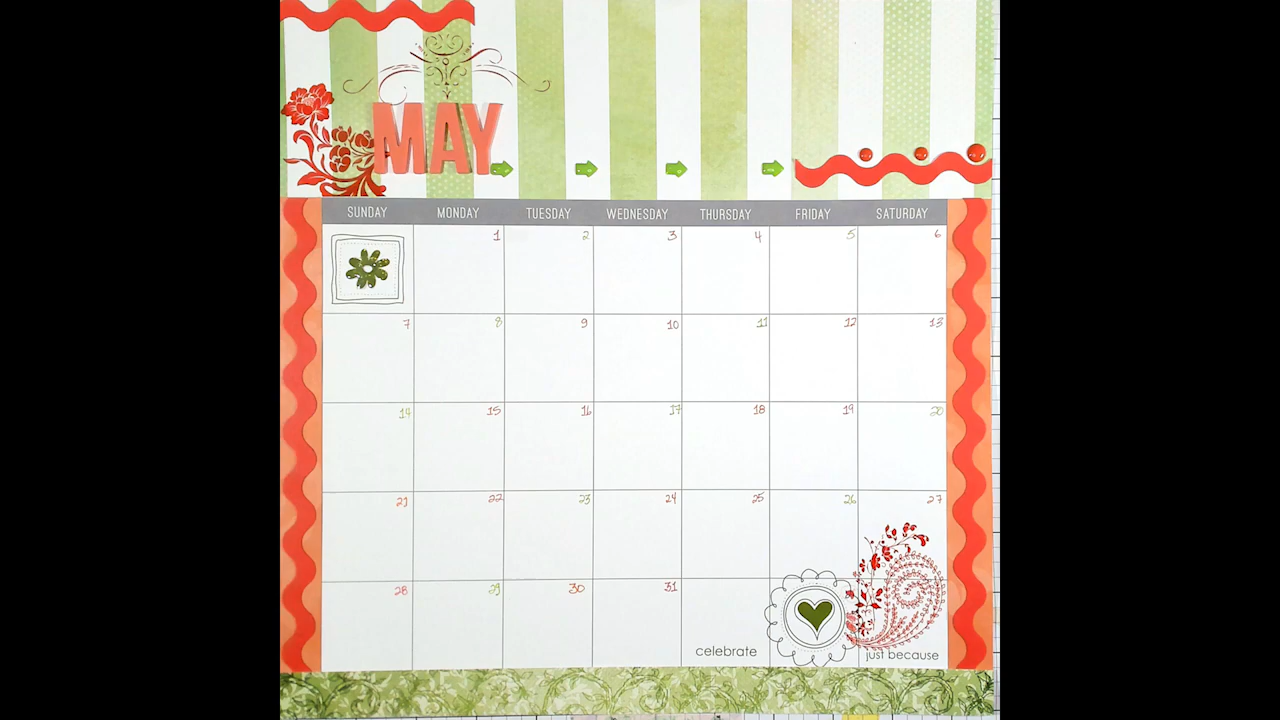 MAY
SUNDAY MONDAY TUESDAY WEDNESDAY THURSDAY FRIDAY SATURDAY
1 2 3 4 5 6
7 8 9 10 11 12 13
14 15 16 17 18 19 20
21 22 23 24 25 26 27
28 29 30 31
celebrate just because